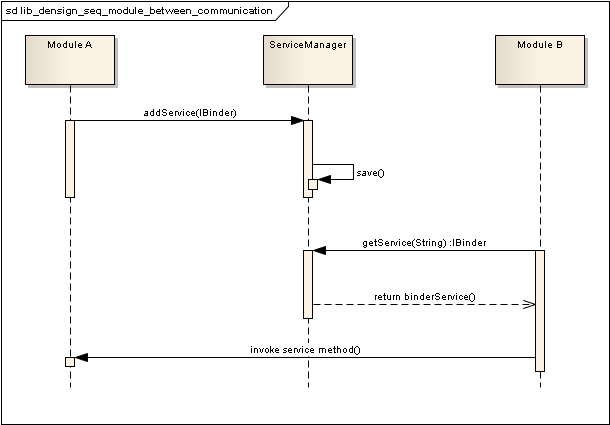 sd lib_densign_seq_module_between_communication
Module A
ServiceManager
Module B
addService(IBinder)
save()
getService(String) :IBinder
return binderService()
invoke service method()